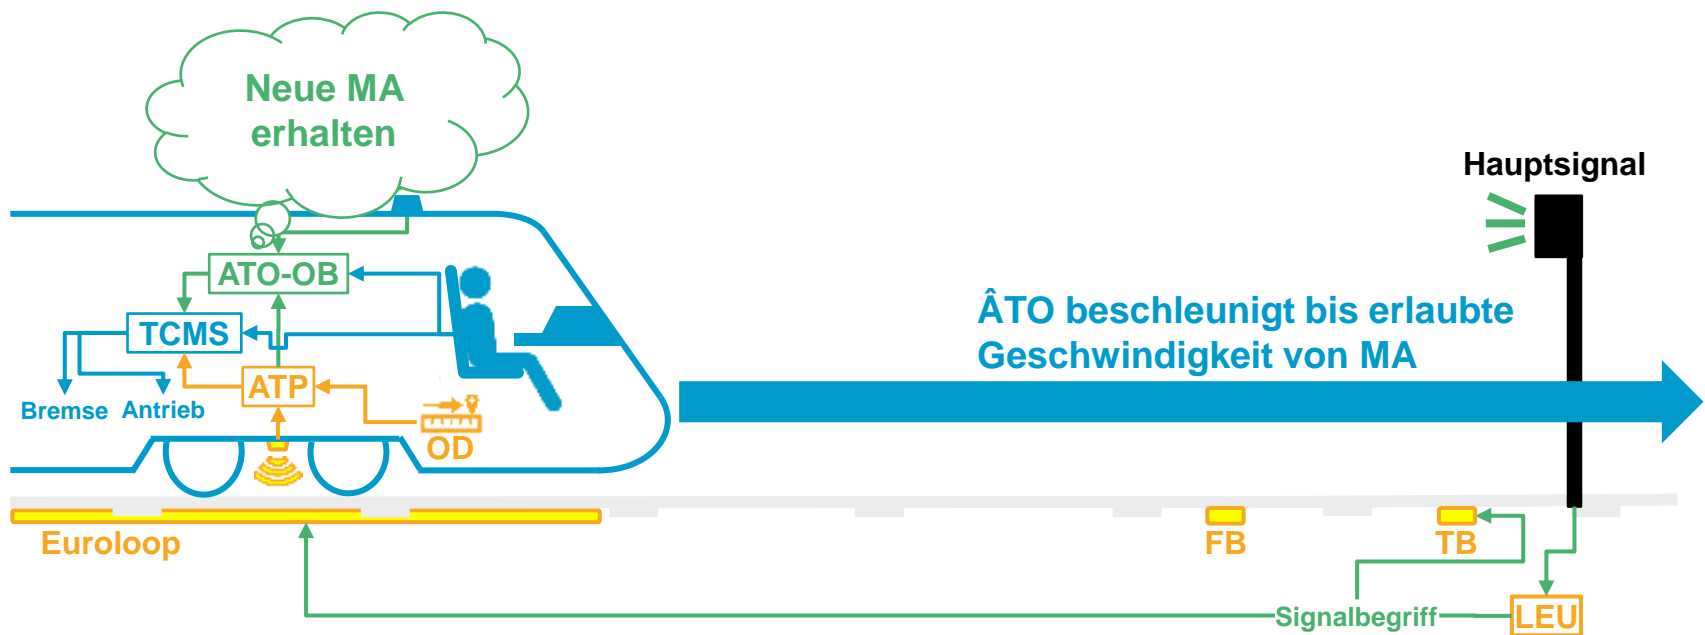 Neue MA
erhalten
Hauptsignal
ATO-OB
ÂTO beschleunigt bis erlaubte
Geschwindigkeit von MA
TCMS
ATP
Bremse
Antrieb
OD
Euroloop
FB
TB
Signalbegriff
LEU